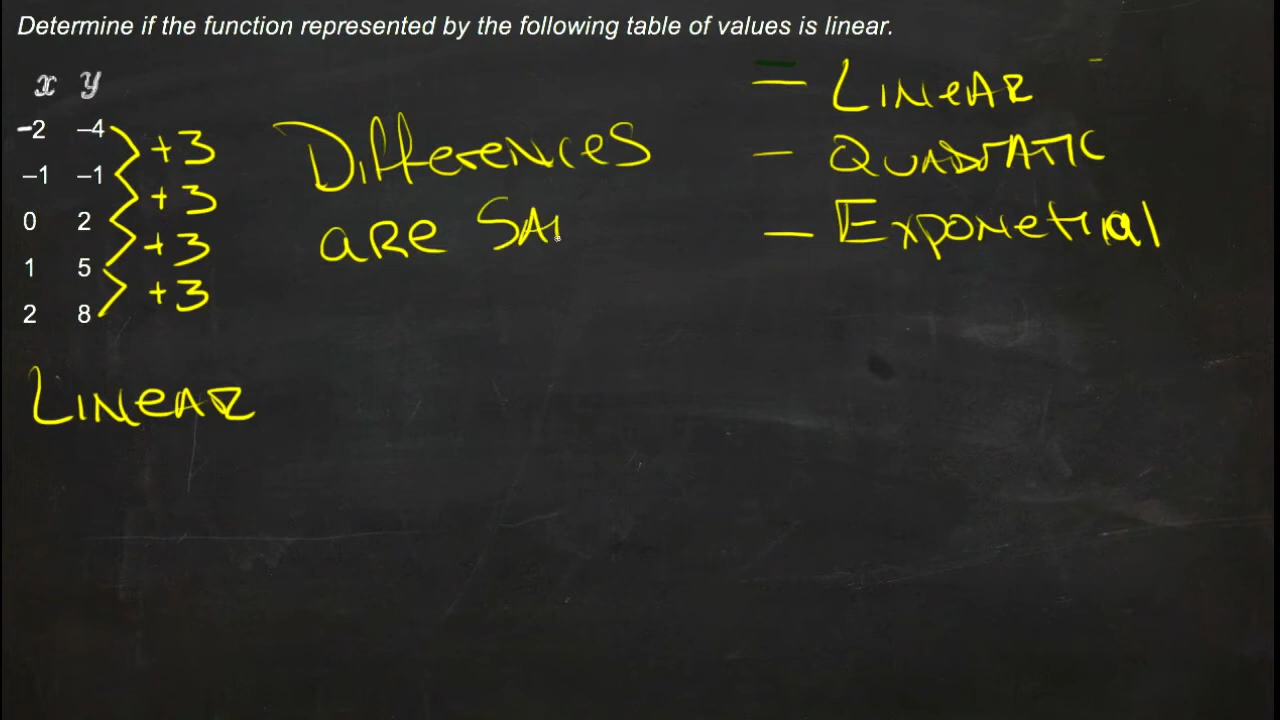 Determine if the function represented by the following table of values is linear.
x y
−2 −4
+3
−1 −1
+3
0 2
+3
1 5
+3
2 8
DiffereNces
are SA
LINeAR
— LINeAR
— QUADrATIC
— ExpoNetial